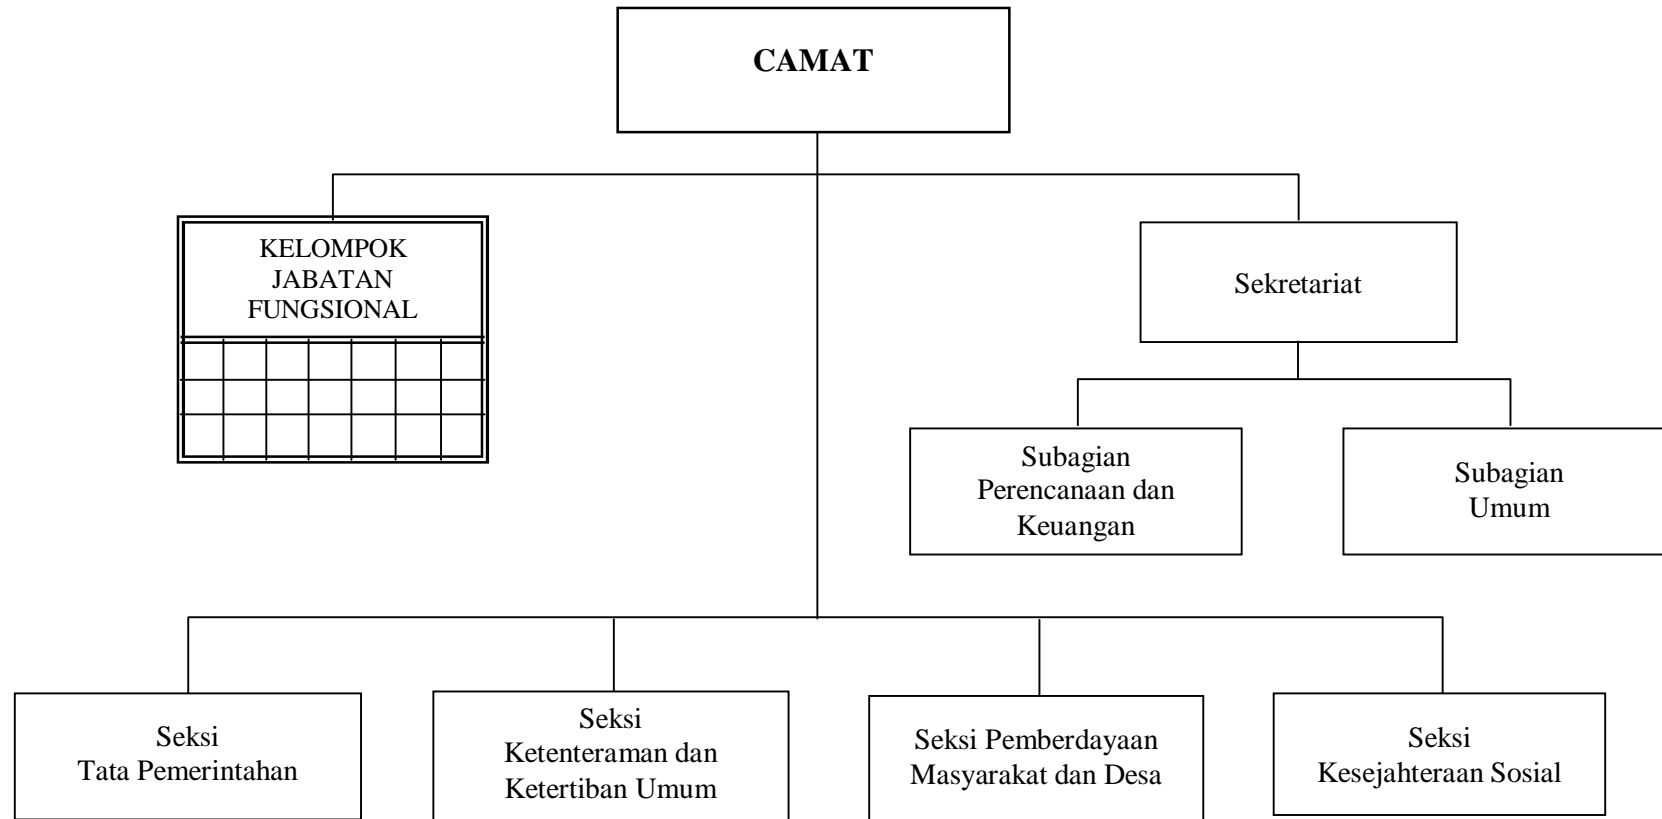 CAMAT
KELOMPOK
JABATAN
FUNGSIONAL
Sekretariat
Subagian
Perencanaan dan
Keuangan
Subagian
Umum
Seksi
Tata Pemerintahan
Seksi
Ketenteraman dan
Ketertiban Umum
Seksi Pemberdayaan
Masyarakat dan Desa
Seksi
Kesejahteraan Sosial